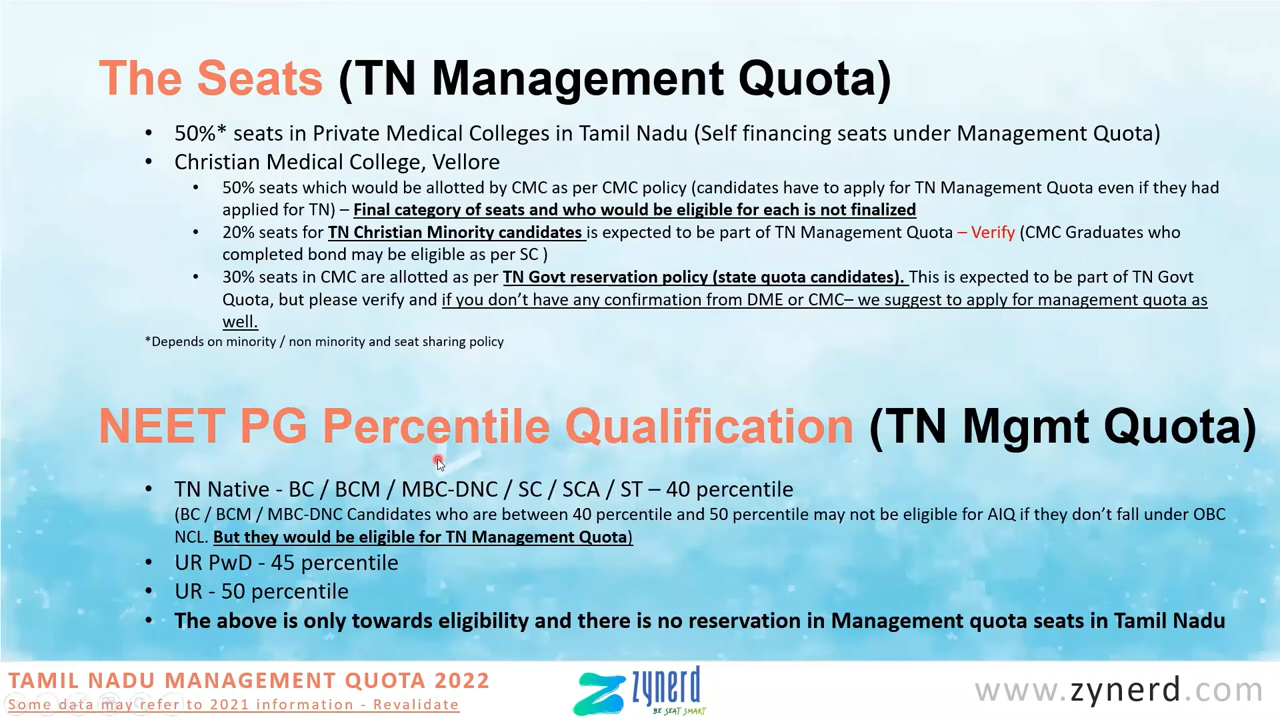 The Seats (TN Management Quota)
• 50%* seats in Private Medical Colleges in Tamil Nadu (Self financing seats under Management Quota)
• Christian Medical College, Vellore
• 50% seats which would be allotted by CMC as per CMC policy (candidates have to apply for TN Management Quota even if they had
applied for TN) – Final category of seats and who would be eligible for each is not finalized
• 20% seats for TN Christian Minority candidates is expected to be part of TN Management Quota – Verify (CMC Graduates who
completed bond may be eligible as per SC )
• 30% seats in CMC are allotted as per TN Govt reservation policy (state quota candidates). This is expected to be part of TN Govt
Quota, but please verify and if you don't have any confirmation from DME or CMC– we suggest to apply for management quota as
well.
*Depends on minority / non minority and seat sharing policy
NEET PG Percentile Qualification (TN Mgmt Quota)
• TN Native - BC / BCM / MBC-DNC / SC / SCA / ST – 40 percentile
(BC / BCM / MBC-DNC Candidates who are between 40 percentile and 50 percentile may not be eligible for AIQ if they don't fall under OBC
NCL. But they would be eligible for TN Management Quota)
• UR PwD - 45 percentile
• UR - 50 percentile
• The above is only towards eligibility and there is no reservation in Management quota seats in Tamil Nadu
TAMIL NADU MANAGEMENT QUOTA 2022
Some data may refer to 2021 information - Revalidate
zynerd
BE SEAT SMART
www.zynerd.com